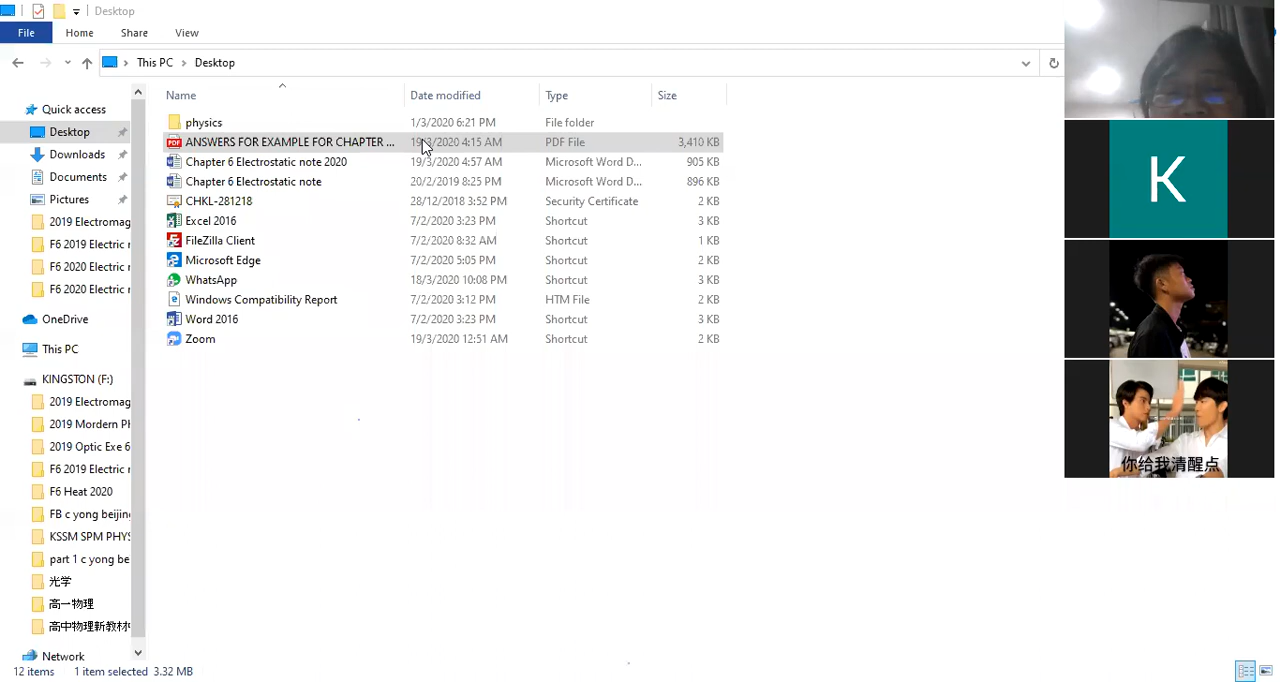 Desktop
File Home Share View
This PC Desktop
Name Date modified Type Size
Quick access
Desktop
Downloads
Documents
Pictures
2019 Electromag
F6 2019 Electric r
F6 2020 Electric r
F6 2020 Electric r
OneDrive
This PC
KINGSTON (F:)
2019 Electromag
2019 Mordern Ph
2019 Optic Exe 6
F6 2019 Electric r
F6 Heat 2020
FB c yong beijing
KSSM SPM PHYS
part 1 c yong be
光学
高一物理
高中物理新教材
Network
physics 1/3/2020 6:21 PM File folder
ANSWERS FOR EXAMPLE FOR CHAPTER ... 19/3/2020 4:15 AM PDF File 3,410 KB
Chapter 6 Electrostatic note 2020 19/3/2020 4:57 AM Microsoft Word D... 905 KB
Chapter 6 Electrostatic note 20/2/2019 8:25 PM Microsoft Word D... 896 KB
CHKL-281218 28/12/2018 3:52 PM Security Certificate 2 KB
Excel 2016 7/2/2020 3:23 PM Shortcut 3 KB
FileZilla Client 7/2/2020 8:32 AM Shortcut 1 KB
Microsoft Edge 7/2/2020 5:05 PM Shortcut 2 KB
WhatsApp 18/3/2020 10:08 PM Shortcut 3 KB
Windows Compatibility Report 7/2/2020 3:12 PM HTM File 2 KB
Word 2016 7/2/2020 3:23 PM Shortcut 3 KB
Zoom 19/3/2020 12:51 AM Shortcut 2 KB
12 items 1 item selected 3.32 MB
K
你给我清醒点